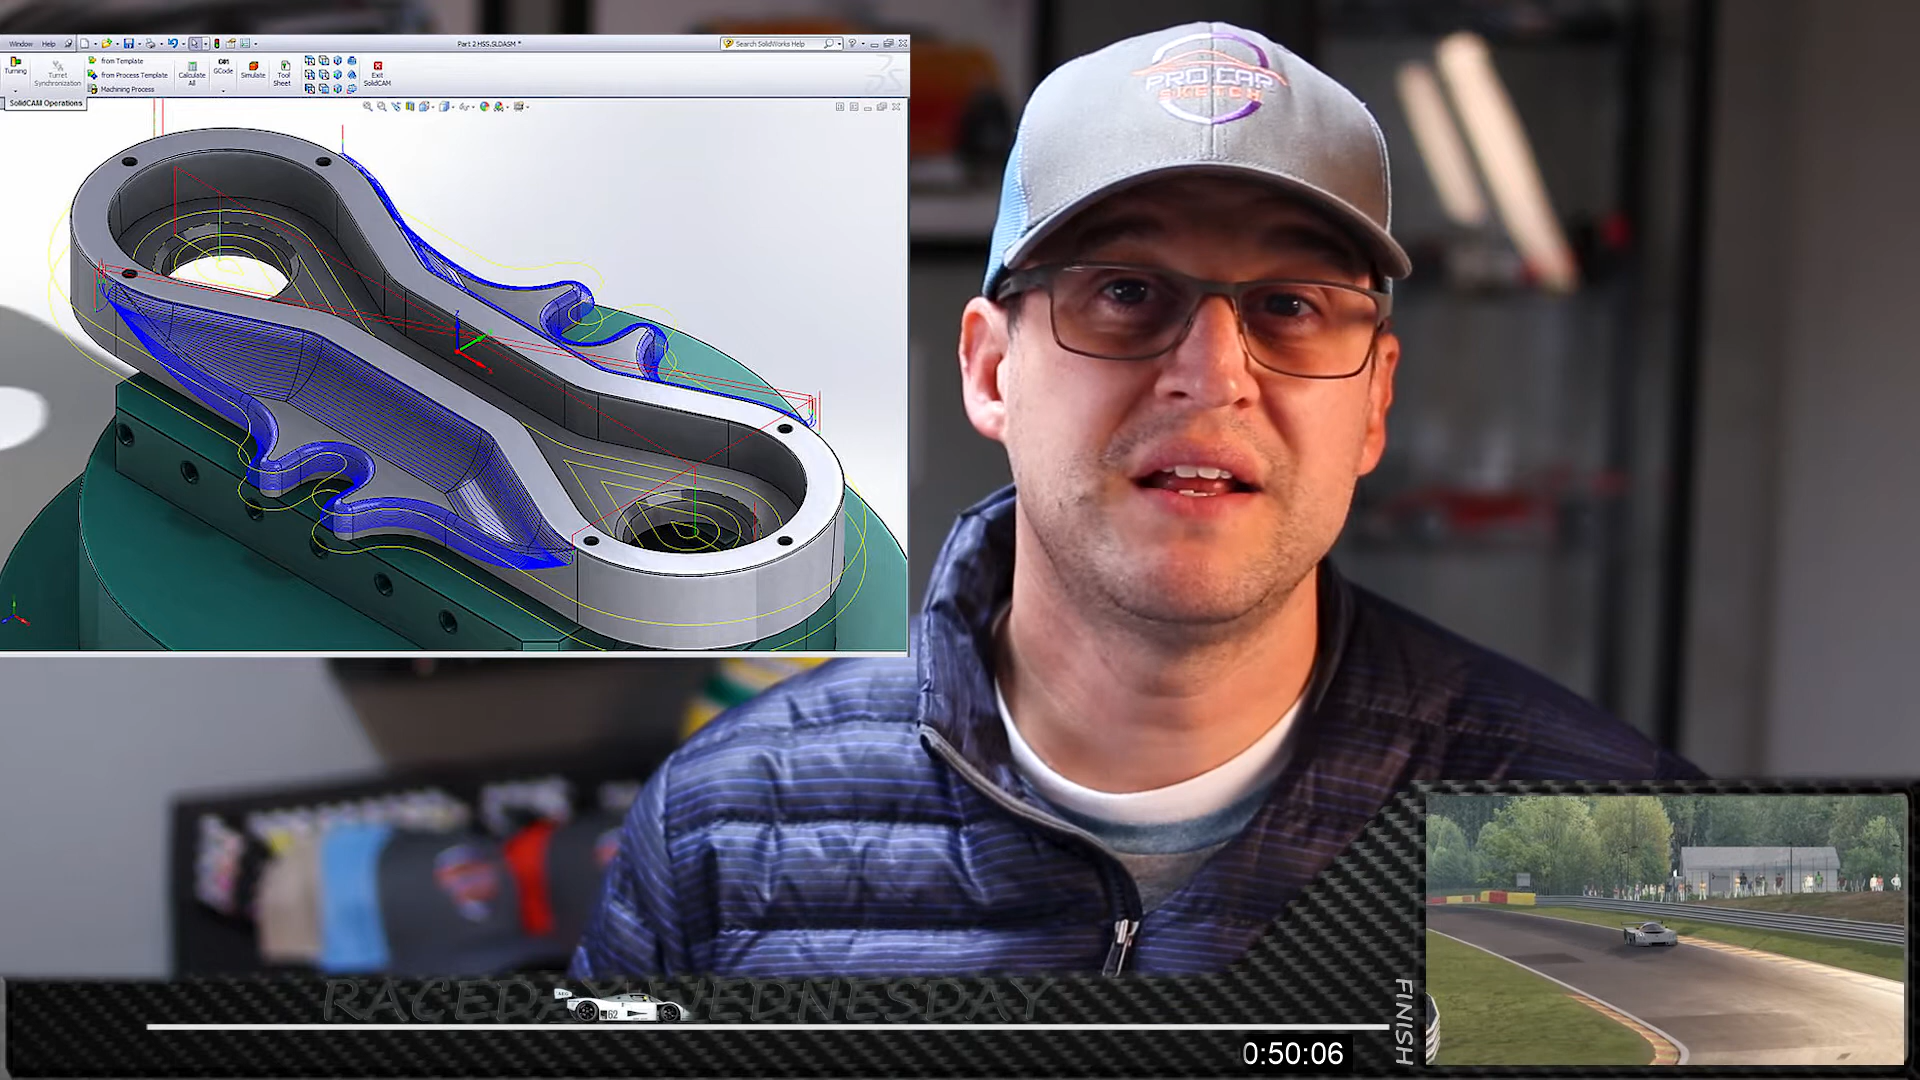 Window Help
Part 2 HSS.SLDASM *
Search SolidWorks Help
Turning
Turret Synchronization
from Template
from Process Template
Machining Process
Calculate All
GCode
Simulate
Tool Sheet
Exit SolidCAM
SolidCAM Operations
Z
PRO CAR
SKETCH
RACEDAY WEDNESDAY
62
FINISH
0:50:06